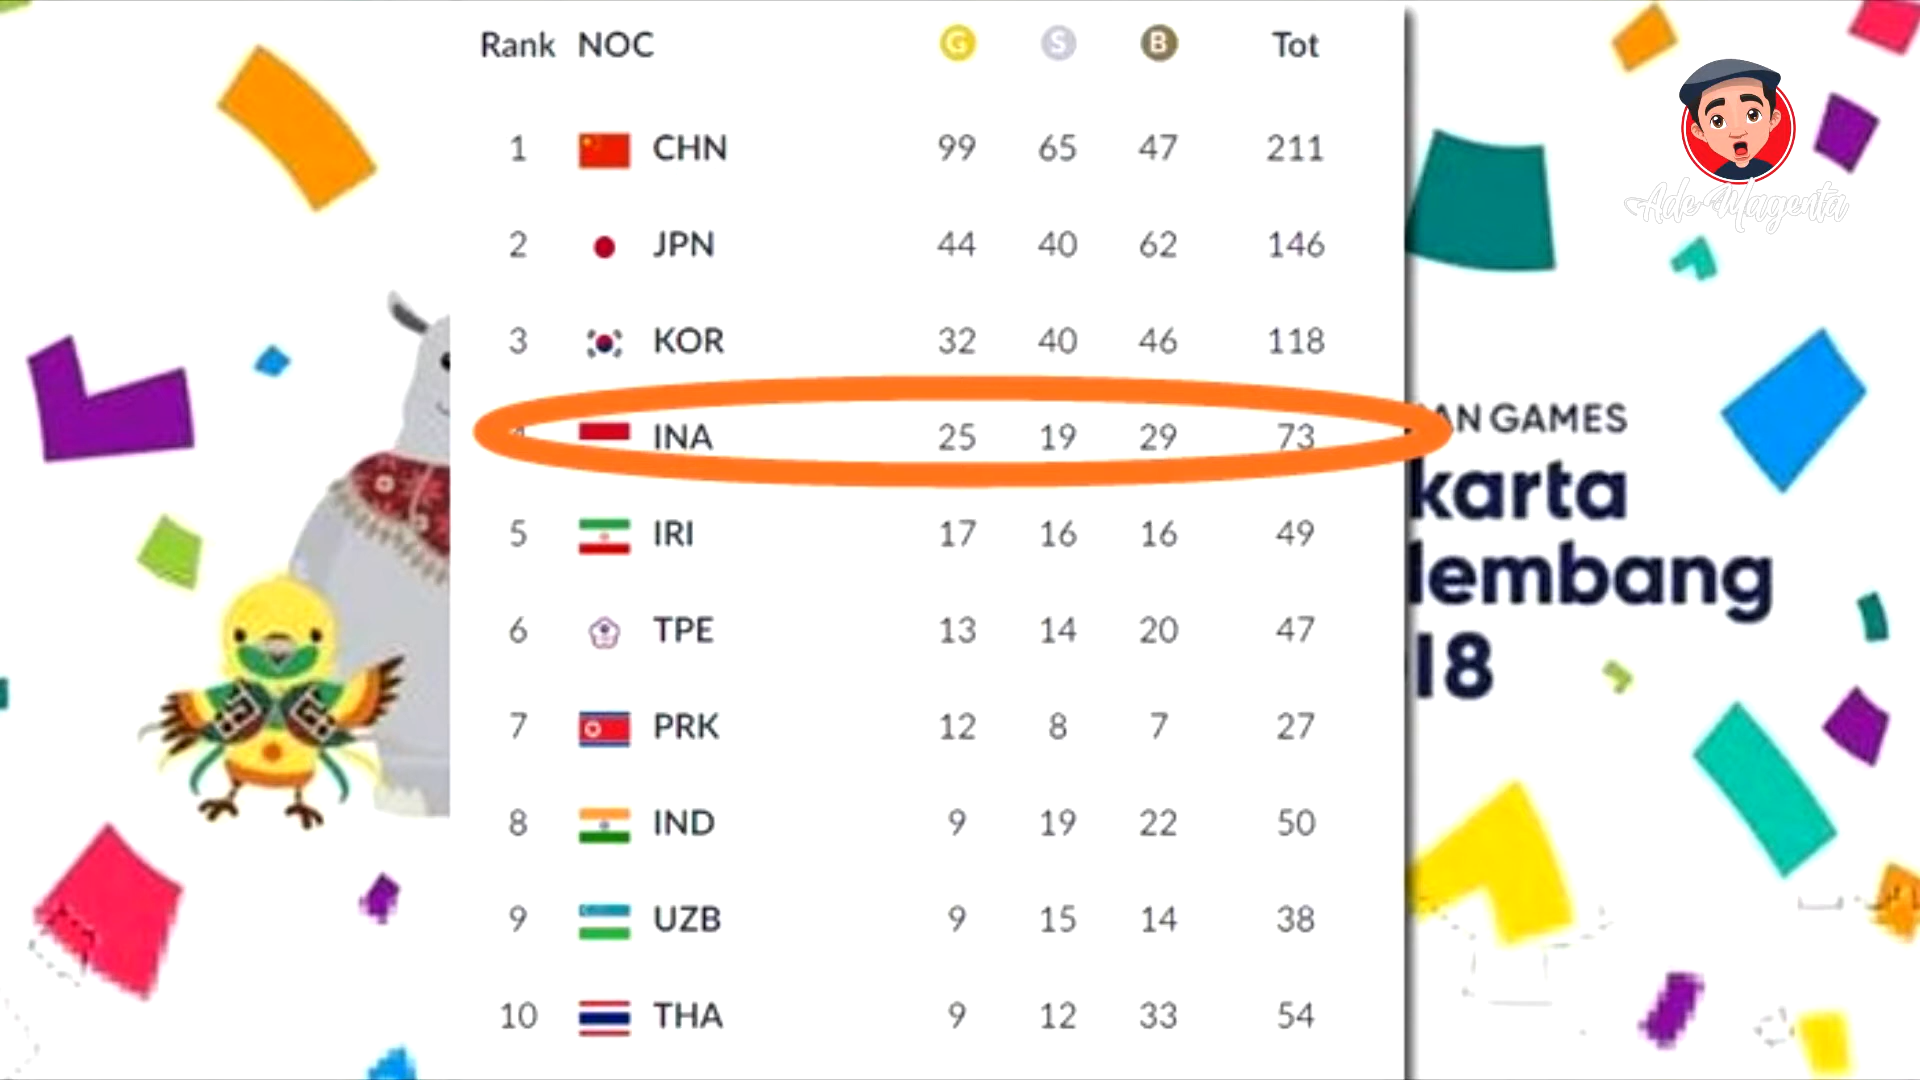 Rank NOC G S B Tot
1 CHN 99 65 47 211
2 JPN 44 40 62 146
3 KOR 32 40 46 118
INA 25 19 29 73
5 IRI 17 16 16 49
6 TPE 13 14 20 47
7 PRK 12 8 7 27
8 IND 9 19 22 50
9 UZB 9 15 14 38
10 THA 9 12 33 54
Ade Magenta
AN GAMES
karta
lembang
18